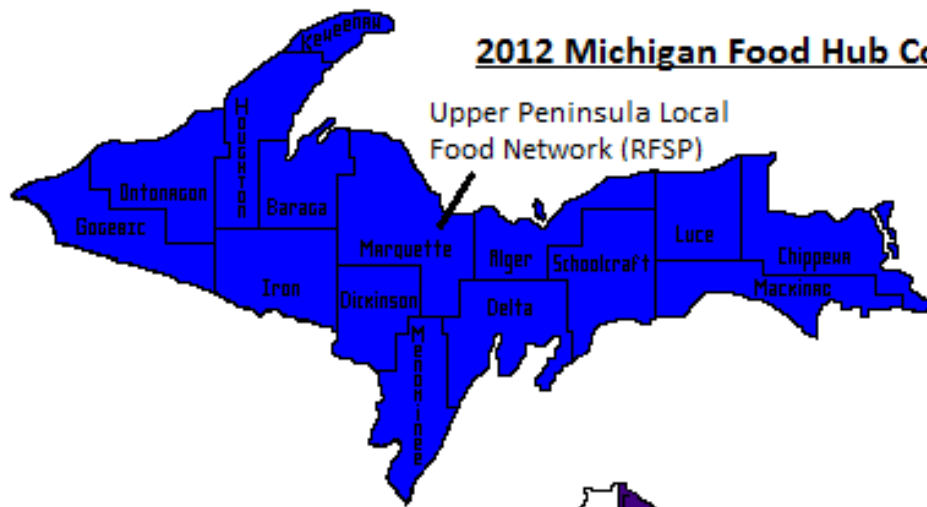 Keweenaw
2012 Michigan Food Hub Co
Upper Peninsula Local
Food Network (RFSP)
Houghton
Ontonagon
Baraga
Gogebic
Marquette
Alger
Schoolcraft
Luce
Chippewa
Iron
Dickinson
Delta
Mackinac
Menominee